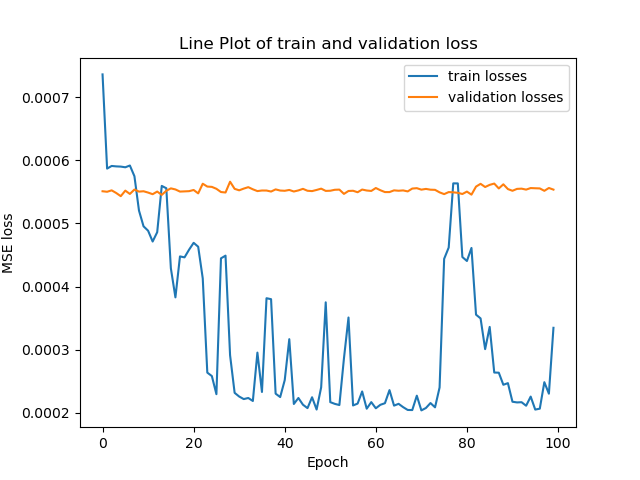 Line Plot of train and validation loss
train losses
validation losses
MSE loss
0.0007
0.0006
0.0005
0.0004
0.0003
0.0002
0
20
40
60
80
100
Epoch